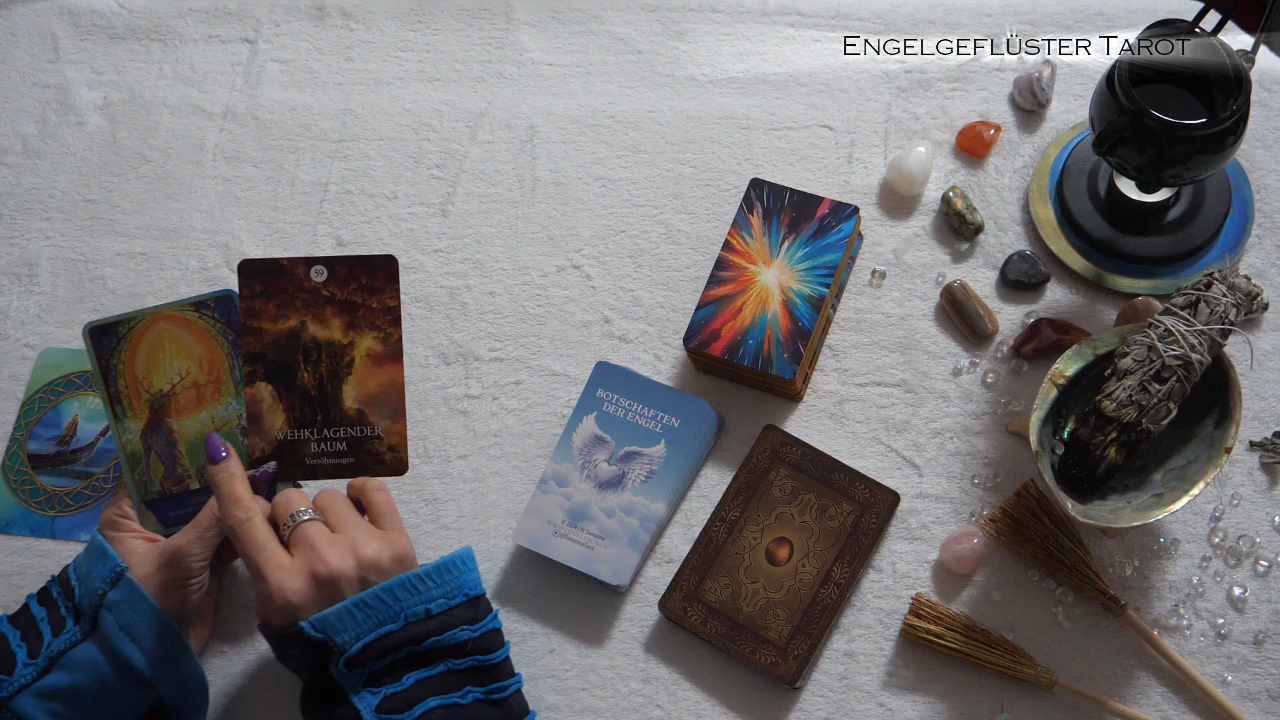 ENGELGEFLÜSTER TAROT
59
WEHKLAGENDER
BAUM
Versöhnungen
BOTSCHAFTEN
DER ENGEL